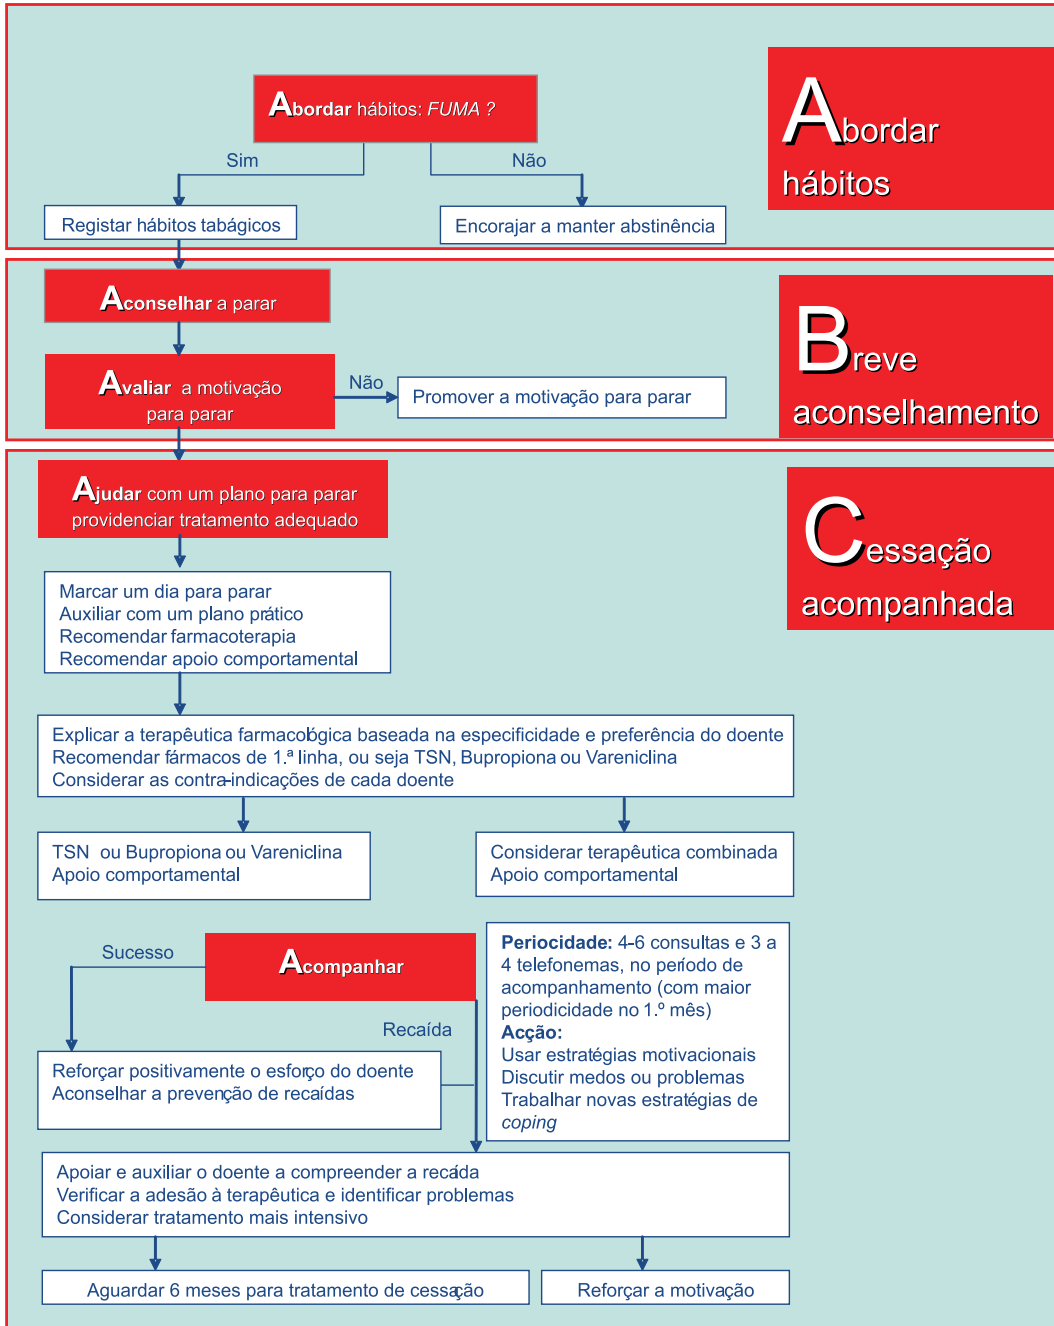 Abordar hábitos: FUMA ?
Abordar
hábitos
Sim
Não
Registar hábitos tabágicos
Encorajar a manter abstinência
Aconselhar a parar
Breve
aconselhamento
Avaliar a motivação
para parar
Não
Promover a motivação para parar
Ajudar com um plano para parar
providenciar tratamento adequado
Cessação
acompanhada
Marcar um dia para parar
Auxiliar com um plano prático
Recomendar farmacoterapia
Recomendar apoio comportamental
Explicar a terapêutica farmacológica baseada na especificidade e preferência do doente
Recomendar fármacos de 1.ª linha, ou seja TSN, Bupropiona ou Vareniclina
Considerar as contra-indicações de cada doente
TSN ou Bupropiona ou Vareniclina
Apoio comportamental
Considerar terapêutica combinada
Apoio comportamental
Sucesso
Acompanhar
Recaída
Periocidade: 4-6 consultas e 3 a
4 telefonemas, no período de
acompanhamento (com maior
periodicidade no 1.º mês)
Acção:
Usar estratégias motivacionais
Discutir medos ou problemas
Trabalhar novas estratégias de
coping
Reforçar positivamente o esforço do doente
Aconselhar a prevenção de recaídas
Apoiar e auxiliar o doente a compreender a recaída
Verificar a adesão à terapêutica e identificar problemas
Considerar tratamento mais intensivo
Aguardar 6 meses para tratamento de cessação
Reforçar a motivação